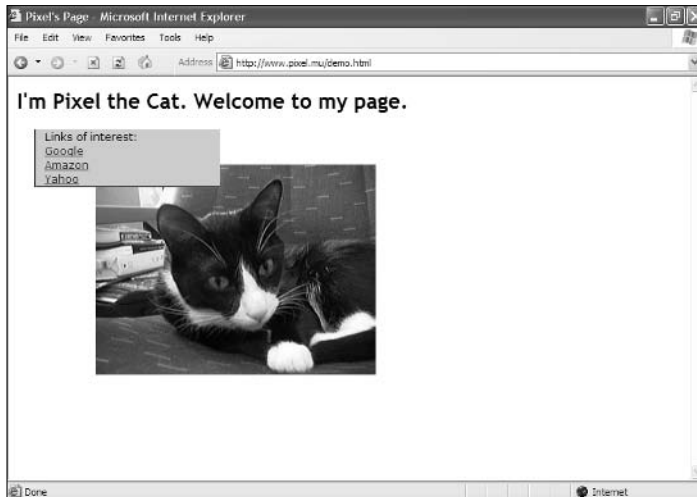 Pixel's Page - Microsoft Internet Explorer
File Edit View Favorites Tools Help
Address http://www.pixel.mu/demo.html
I'm Pixel the Cat. Welcome to my page.
Links of interest:
Google
Amazon
Yahoo
Done Internet